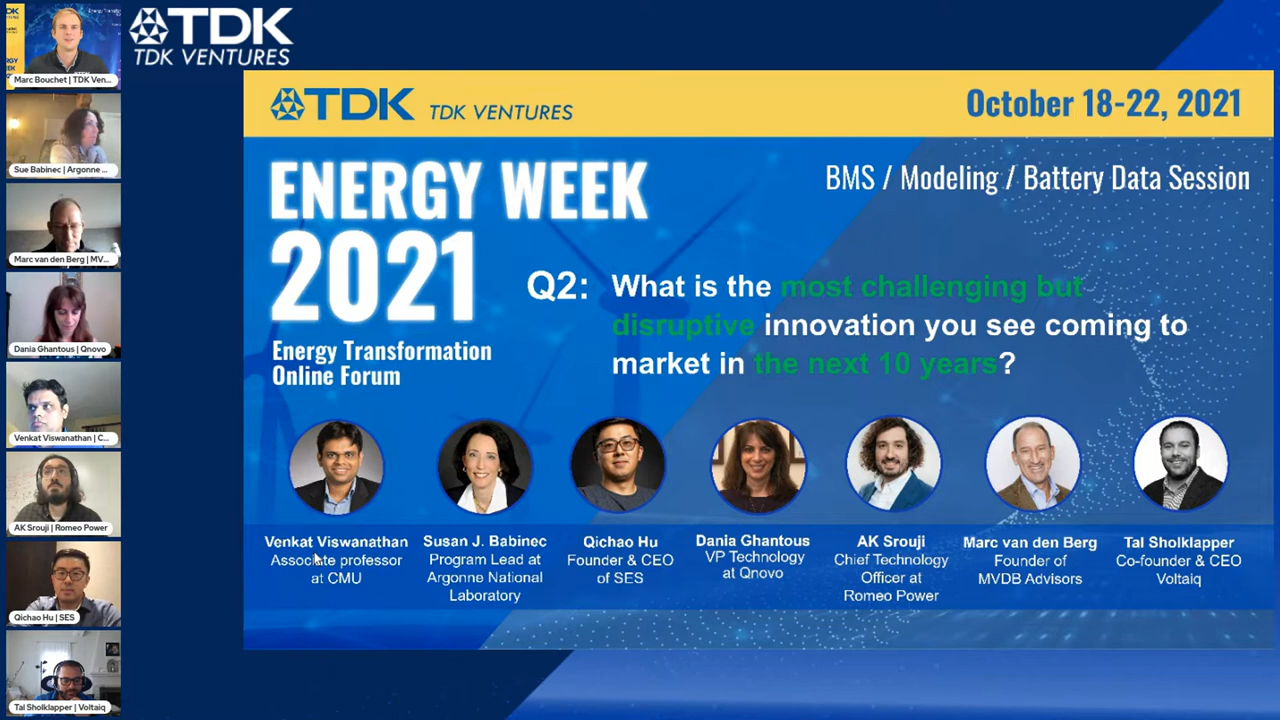 TDK
TDK VENTURES
Marc Bouchet | TDK Ven...
Sue Babinec | Argonne ...
Marc van den Berg | MV...
Dania Ghantous | Qnovo
Venkat Viswanathan | C...
AK Srouji | Romeo Power
Qichao Hu | SES
Tal Sholklapper | Voltaiq
TDK TDK VENTURES
October 18-22, 2021
ENERGY WEEK
2021
Energy Transformation
Online Forum
BMS / Modeling / Battery Data Session
Q2: What is the most challenging but
disruptive innovation you see coming to
market in the next 10 years?
Venkat Viswanathan
Associate professor
at CMU
Susan J. Babinec
Program Lead at
Argonne National
Laboratory
Qichao Hu
Founder & CEO
of SES
Dania Ghantous
VP Technology
at Qnovo
AK Srouji
Chief Technology
Officer at
Romeo Power
Marc van den Berg
Founder of
MVDB Advisors
Tal Sholklapper
Co-founder & CEO
Voltaiq